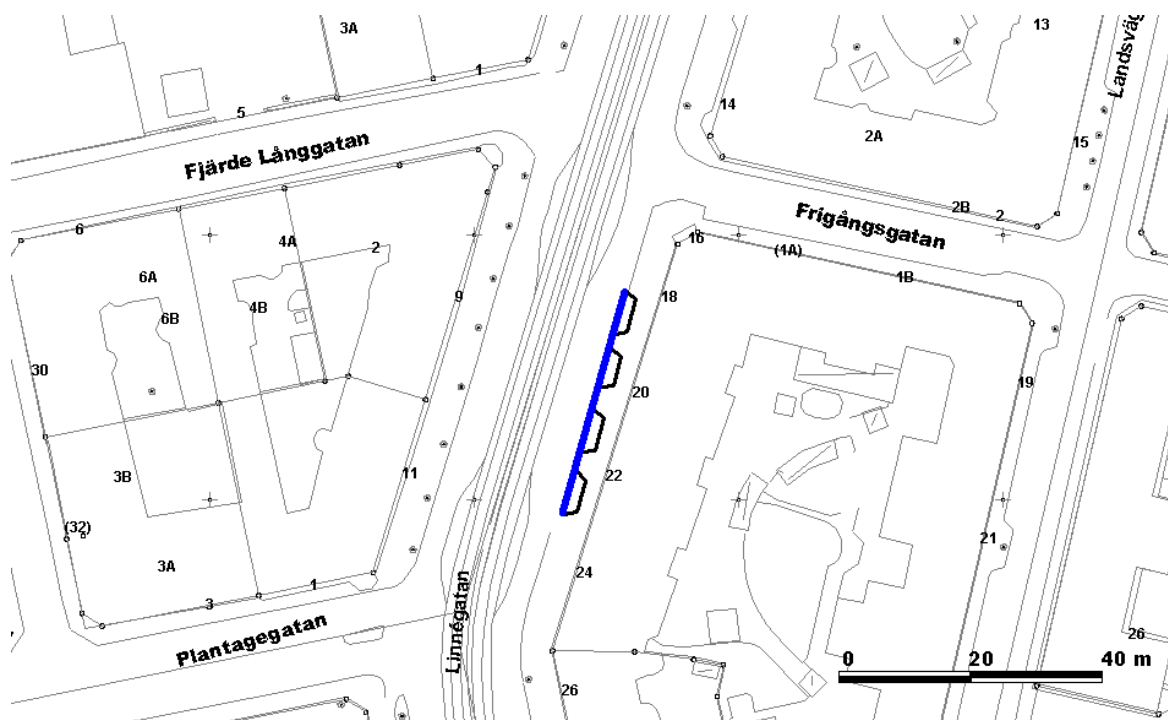 3A
13
Landsväg
1
5
14
15
2A
Fjärde Långgatan
6
4A
2
2B
2
Frigångsgatan
16
(1A)
1B
6A
6B
4B
9
18
30
20
19
3B
11
22
(32)
21
3A
24
1
3
Plantagegatan
Linnégatan
26
26
0
20
40 m